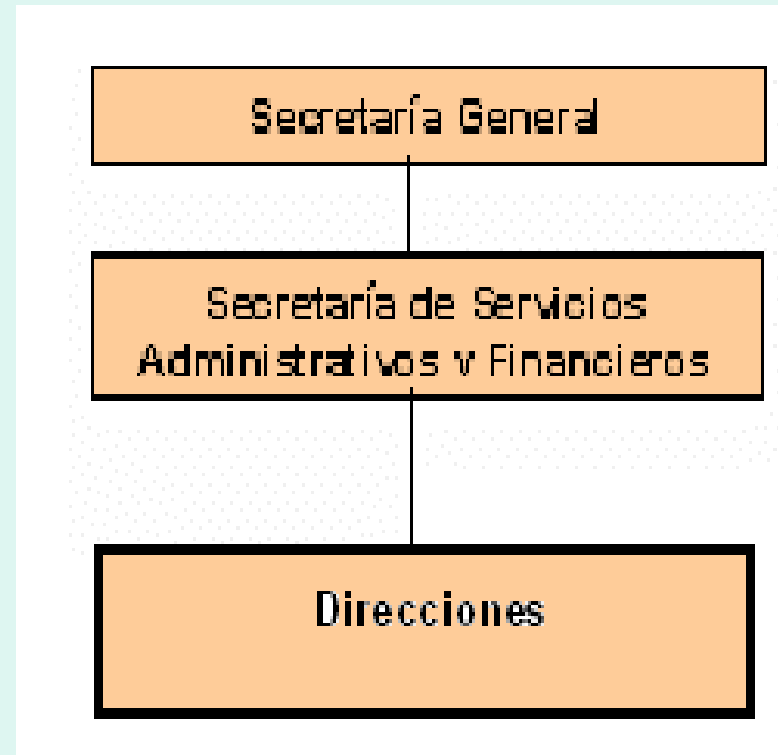 Secretaría General
Secretaría de Servicios
Administrativos y Financieros
Direcciones